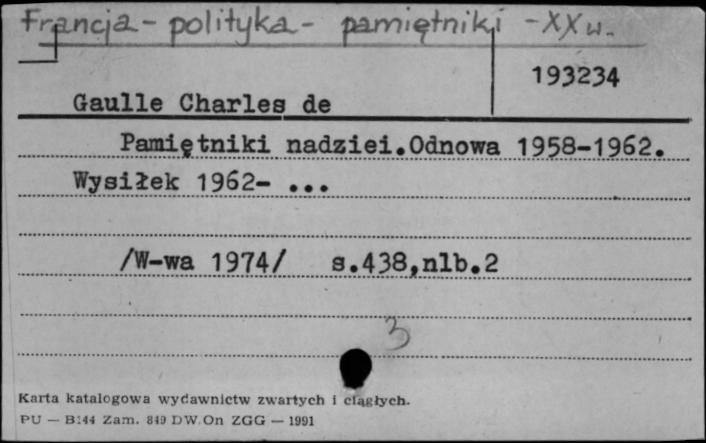 Francja - polityka - pamiętniki - XX w.
193234
Gaulle Charles de
Pamiętniki nadziei.Odnowa 1958-1962.
Wysiłek 1962- ...
/W-wa 1974/ s.438,nlb.2
3
Karta katalogowa wydawnictw zwartych i ciągłych.
PU — B:44 Zam. 849 DW.On ZGG — 1991